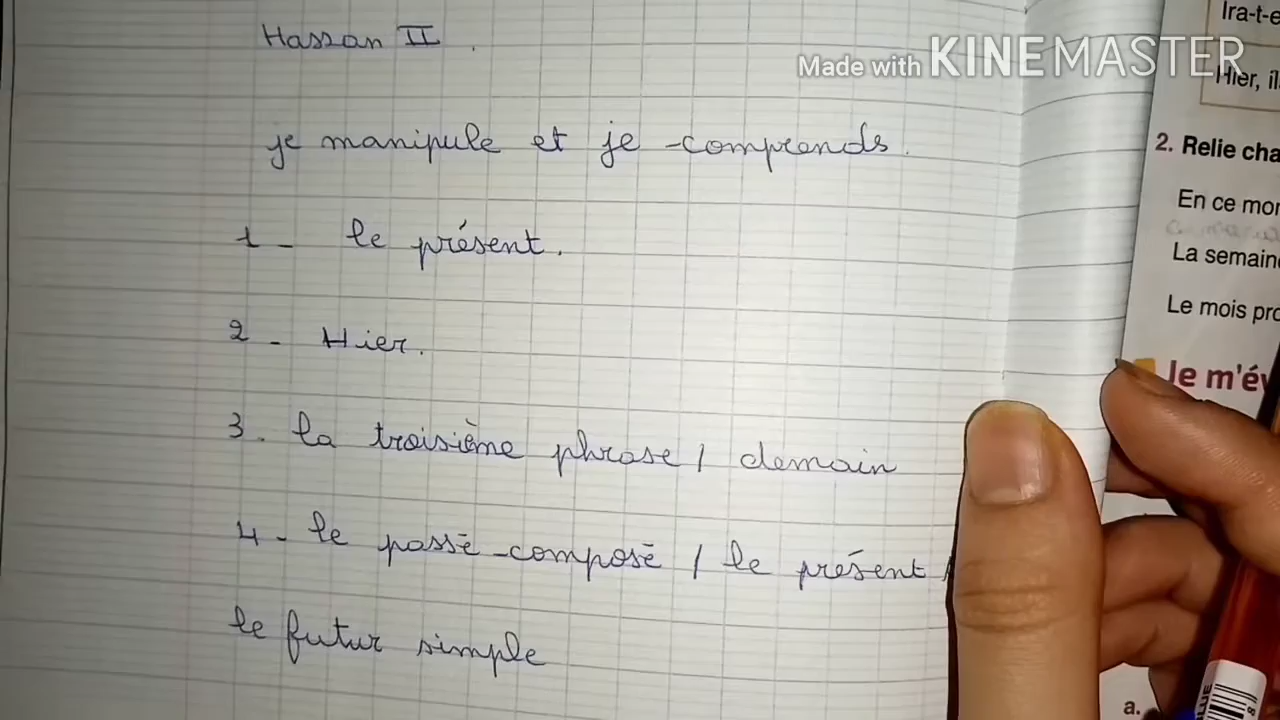 Hassan II.
Made with KINEMASTER
Ira-t-e
Hier, il
je manipule et je comprends.
2. Relie cha
En ce mor
La semaine
Le mois pro
Je m'év
1 - le présent.
2 - Hier.
3. la troisième phrase / demain
4 - le passé-composé / le présent /
le futur simple
a.